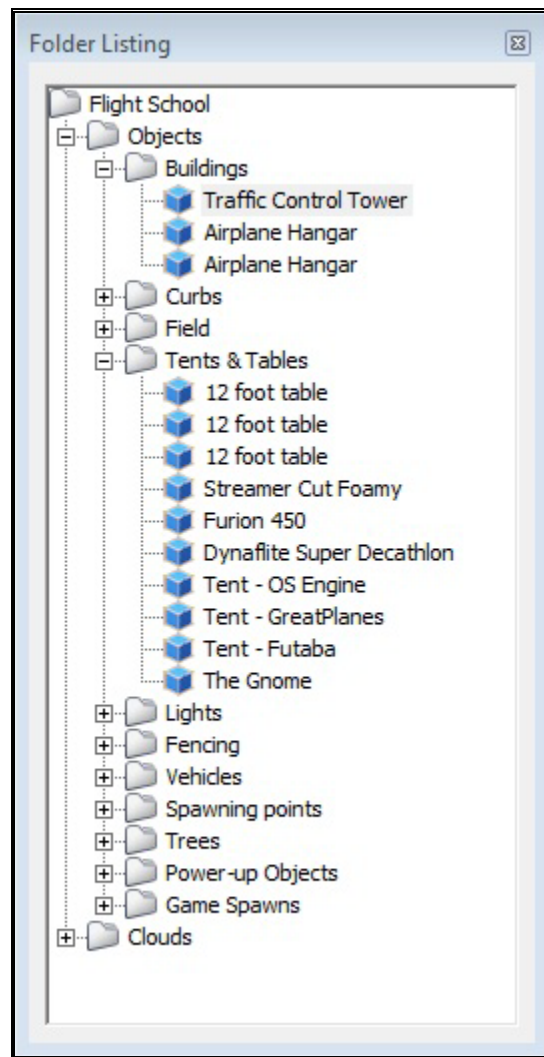 Folder Listing
Flight School
Objects
Buildings
Traffic Control Tower
Airplane Hangar
Airplane Hangar
Curbs
Field
Tents & Tables
12 foot table
12 foot table
12 foot table
Streamer Cut Foamy
Furion 450
Dynaflite Super Decathlon
Tent - OS Engine
Tent - GreatPlanes
Tent - Futaba
The Gnome
Lights
Fencing
Vehicles
Spawning points
Trees
Power-up Objects
Game Spawns
Clouds